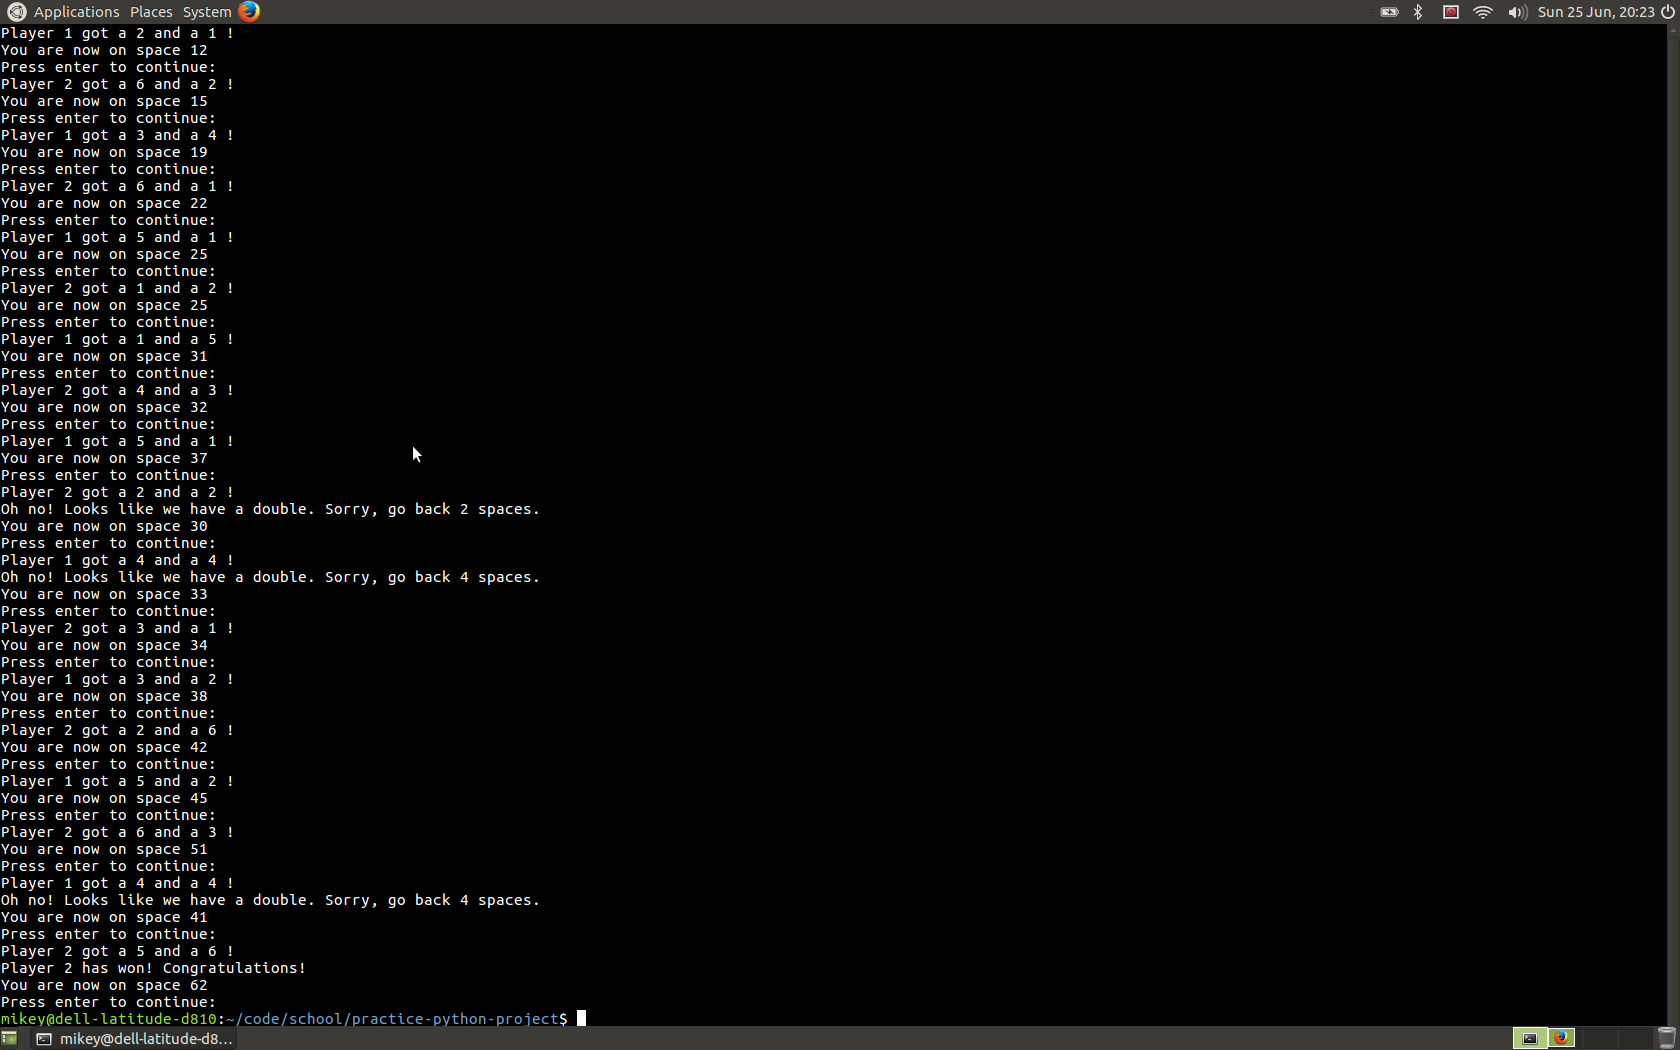 Applications Places System Sun 25 Jun, 20:23
Player 1 got a 2 and a 1 !
You are now on space 12
Press enter to continue:
Player 2 got a 6 and a 2 !
You are now on space 15
Press enter to continue:
Player 1 got a 3 and a 4 !
You are now on space 19
Press enter to continue:
Player 2 got a 6 and a 1 !
You are now on space 22
Press enter to continue:
Player 1 got a 5 and a 1 !
You are now on space 25
Press enter to continue:
Player 2 got a 1 and a 2 !
You are now on space 25
Press enter to continue:
Player 1 got a 1 and a 5 !
You are now on space 31
Press enter to continue:
Player 2 got a 4 and a 3 !
You are now on space 32
Press enter to continue:
Player 1 got a 5 and a 1 !
You are now on space 37
Press enter to continue:
Player 2 got a 2 and a 2 !
Oh no! Looks like we have a double. Sorry, go back 2 spaces.
You are now on space 30
Press enter to continue:
Player 1 got a 4 and a 4 !
Oh no! Looks like we have a double. Sorry, go back 4 spaces.
You are now on space 33
Press enter to continue:
Player 2 got a 3 and a 1 !
You are now on space 34
Press enter to continue:
Player 1 got a 3 and a 2 !
You are now on space 38
Press enter to continue:
Player 2 got a 2 and a 6 !
You are now on space 42
Press enter to continue:
Player 1 got a 5 and a 2 !
You are now on space 45
Press enter to continue:
Player 2 got a 6 and a 3 !
You are now on space 51
Press enter to continue:
Player 1 got a 4 and a 4 !
Oh no! Looks like we have a double. Sorry, go back 4 spaces.
You are now on space 41
Press enter to continue:
Player 2 got a 5 and a 6 !
Player 2 has won! Congratulations!
You are now on space 62
Press enter to continue:
mikey@dell-latitude-d810:~/code/school/practice-python-project$
mikey@dell-latitude-d8...